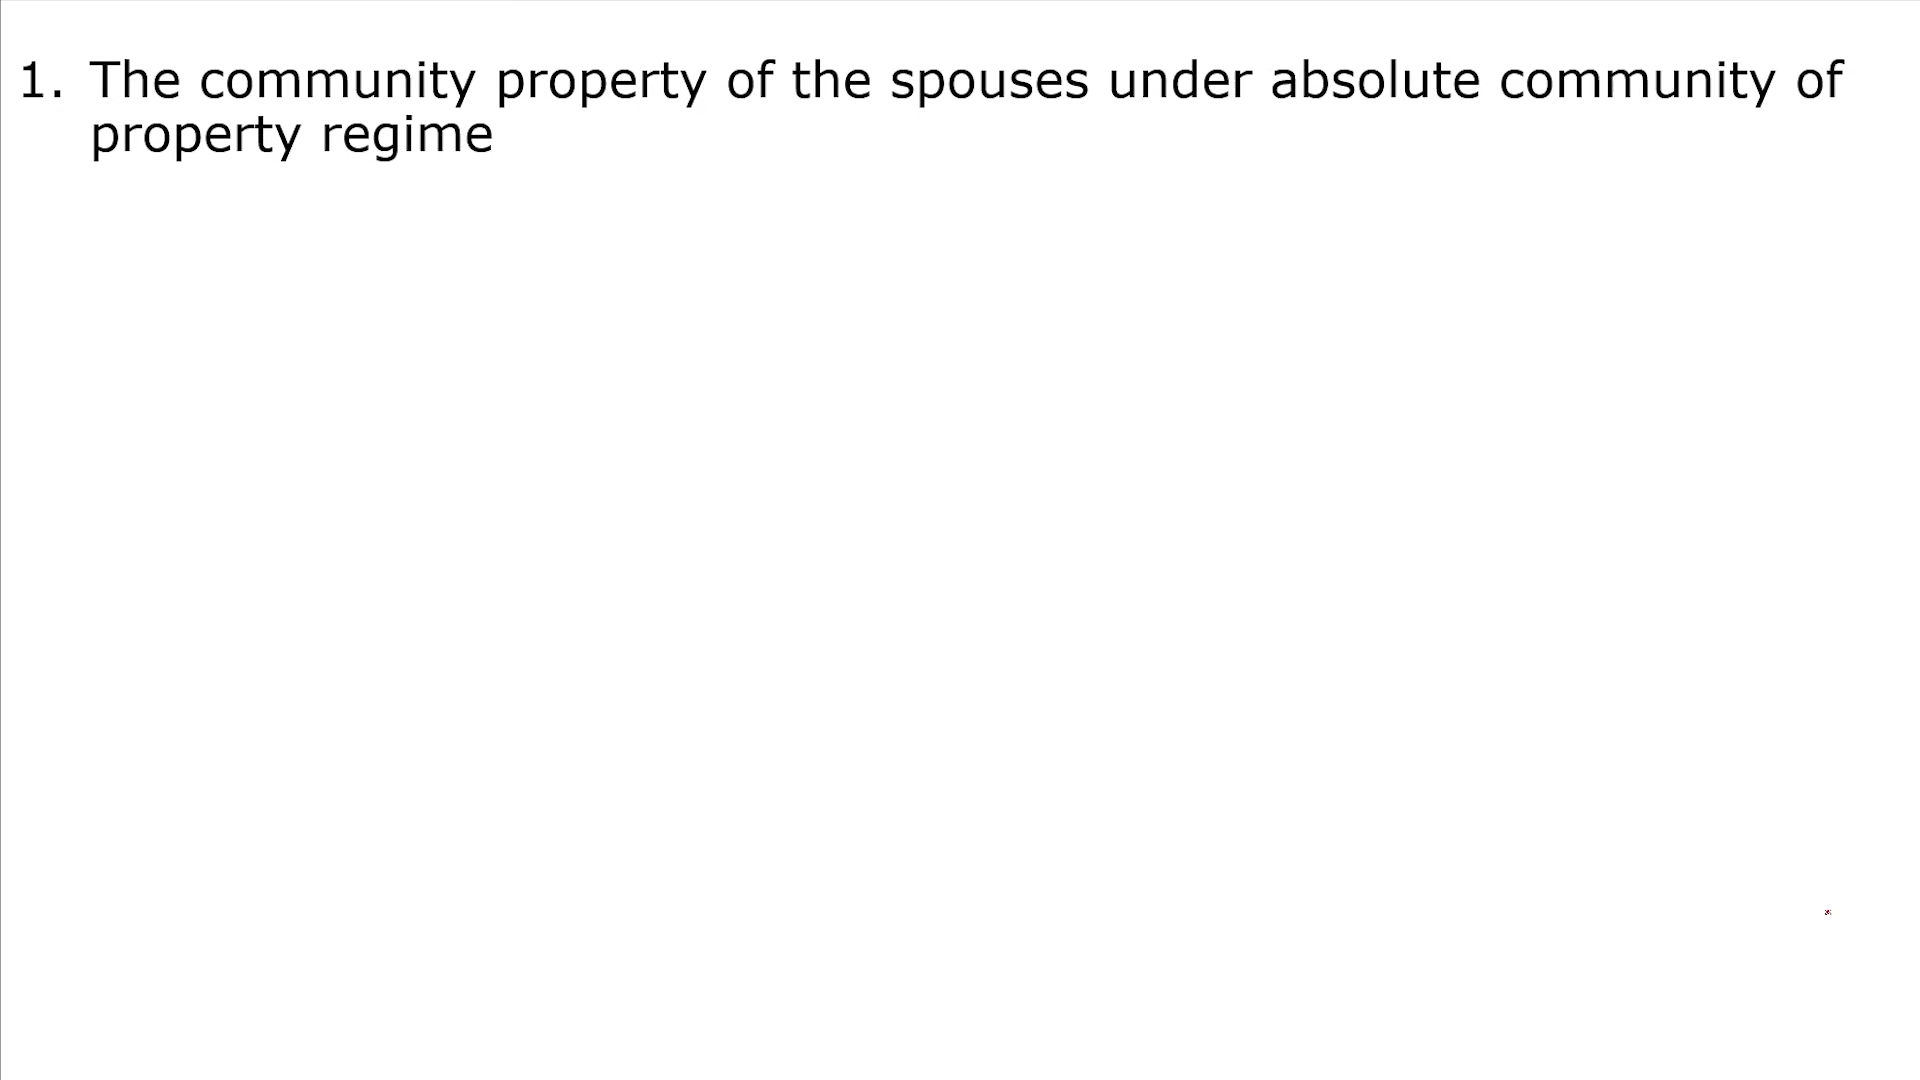 1. The community property of the spouses under absolute community of
property regime